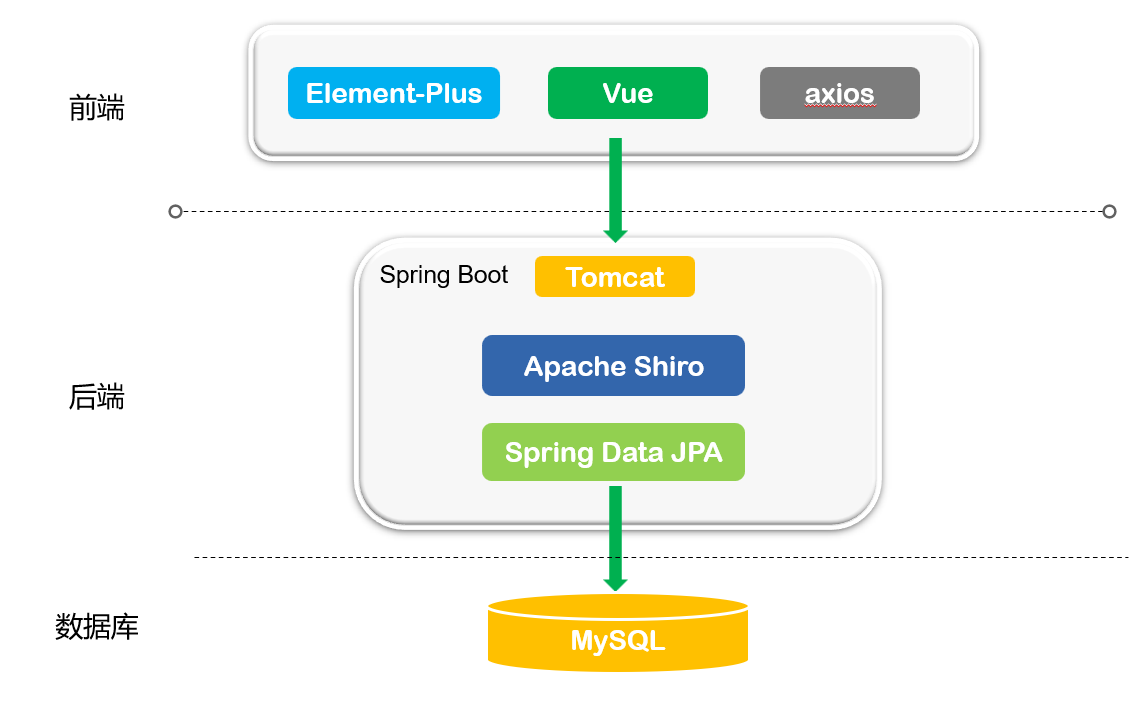 前端
Element-Plus
Vue
axios
后端
Spring Boot
Tomcat
Apache Shiro
Spring Data JPA
数据库
MySQL